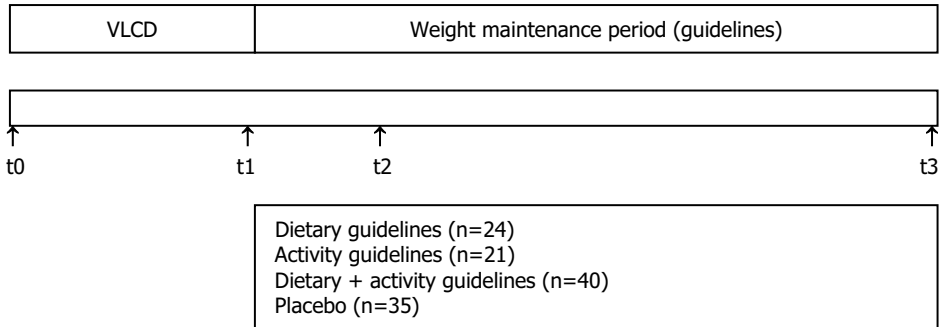 VLCD Weight maintenance period (guidelines)
t0 t1 t2 t3
Dietary guidelines (n=24)
Activity guidelines (n=21)
Dietary + activity guidelines (n=40)
Placebo (n=35)